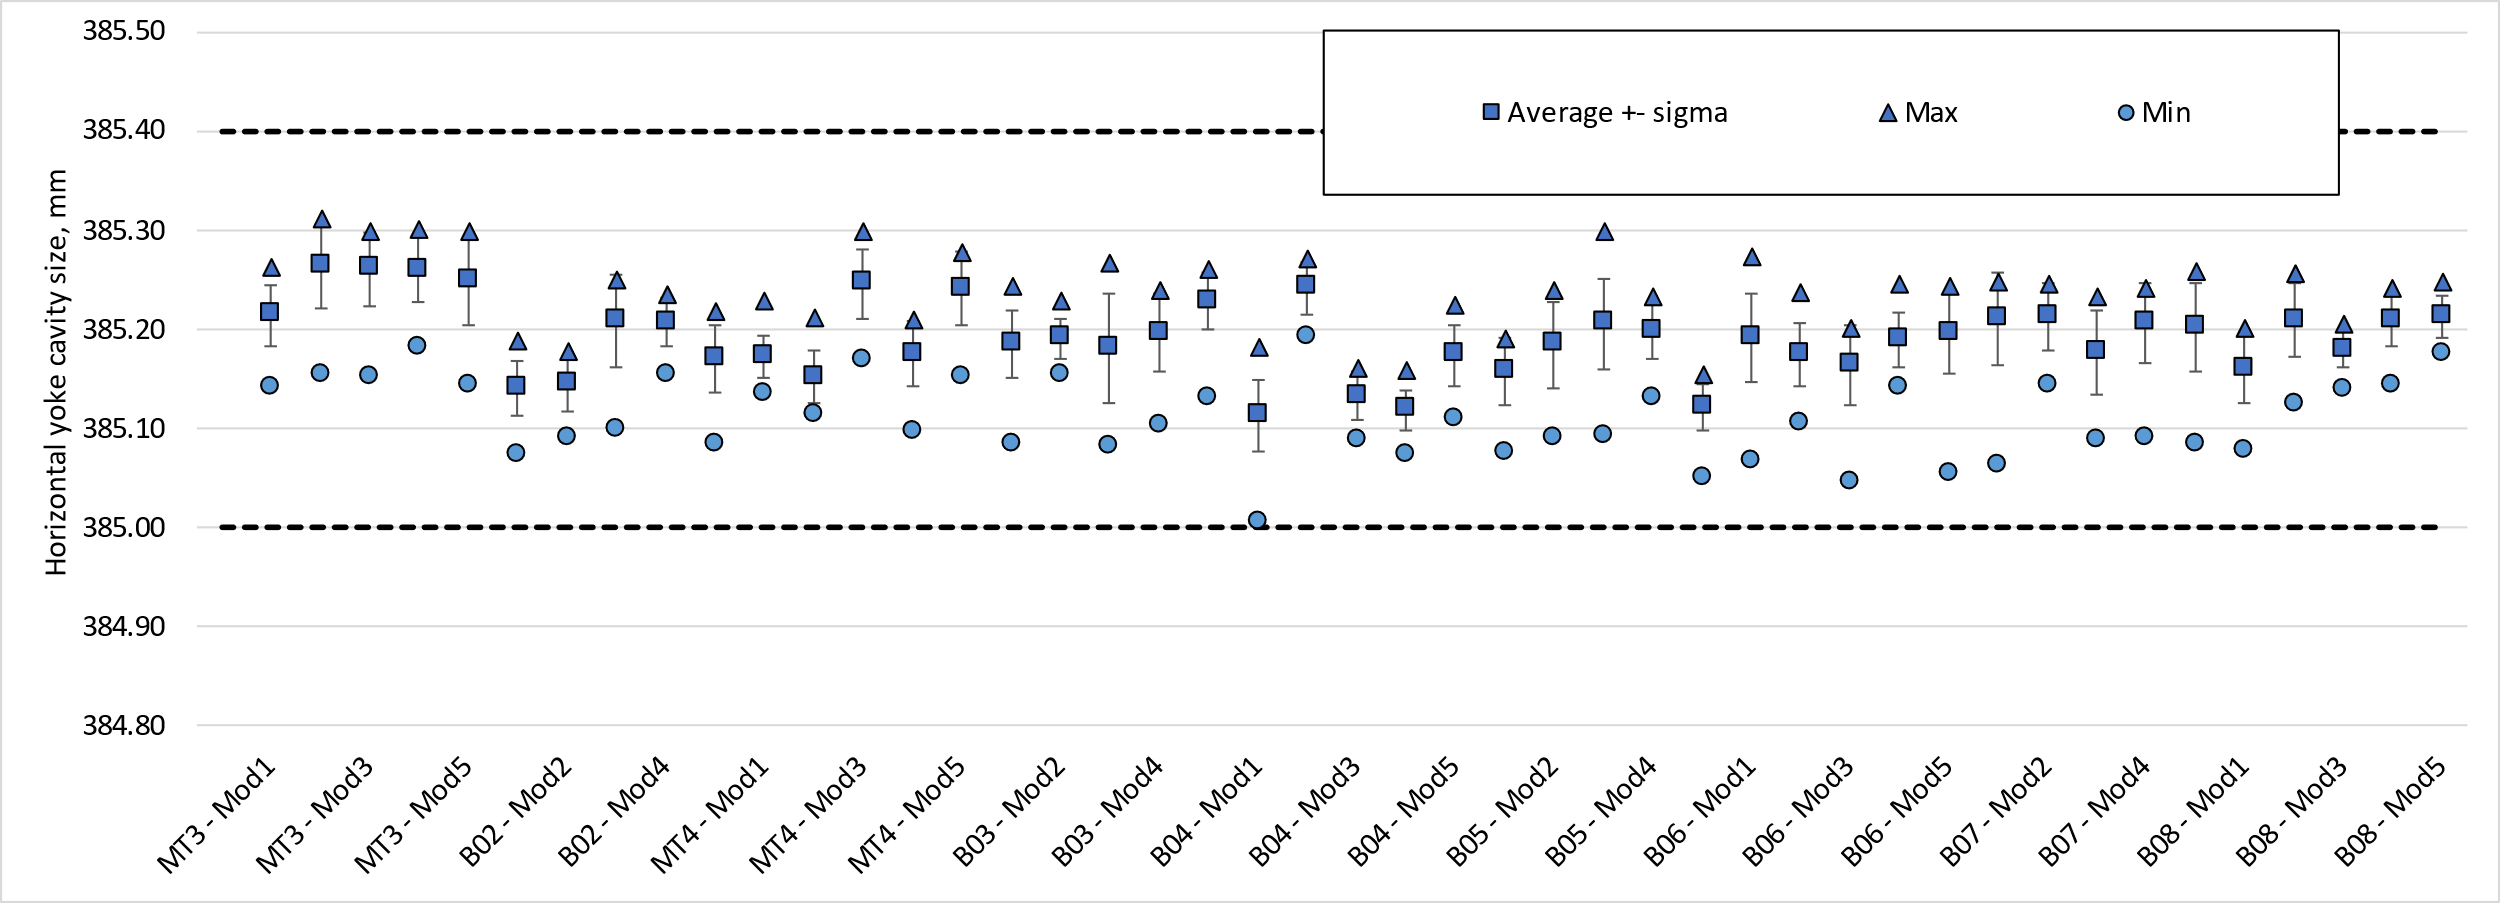 Horizontal yoke cavity size, mm
385.50
385.40
385.30
385.20
385.10
385.00
384.90
384.80
Average +- sigma Max Min
MT3 - Mod1
MT3 - Mod3
MT3 - Mod5
B02 - Mod2
B02 - Mod4
MT4 - Mod1
MT4 - Mod3
MT4 - Mod5
B03 - Mod2
B03 - Mod4
B04 - Mod1
B04 - Mod3
B04 - Mod5
B05 - Mod2
B05 - Mod4
B06 - Mod1
B06 - Mod3
B06 - Mod5
B07 - Mod2
B07 - Mod4
B08 - Mod1
B08 - Mod3
B08 - Mod5